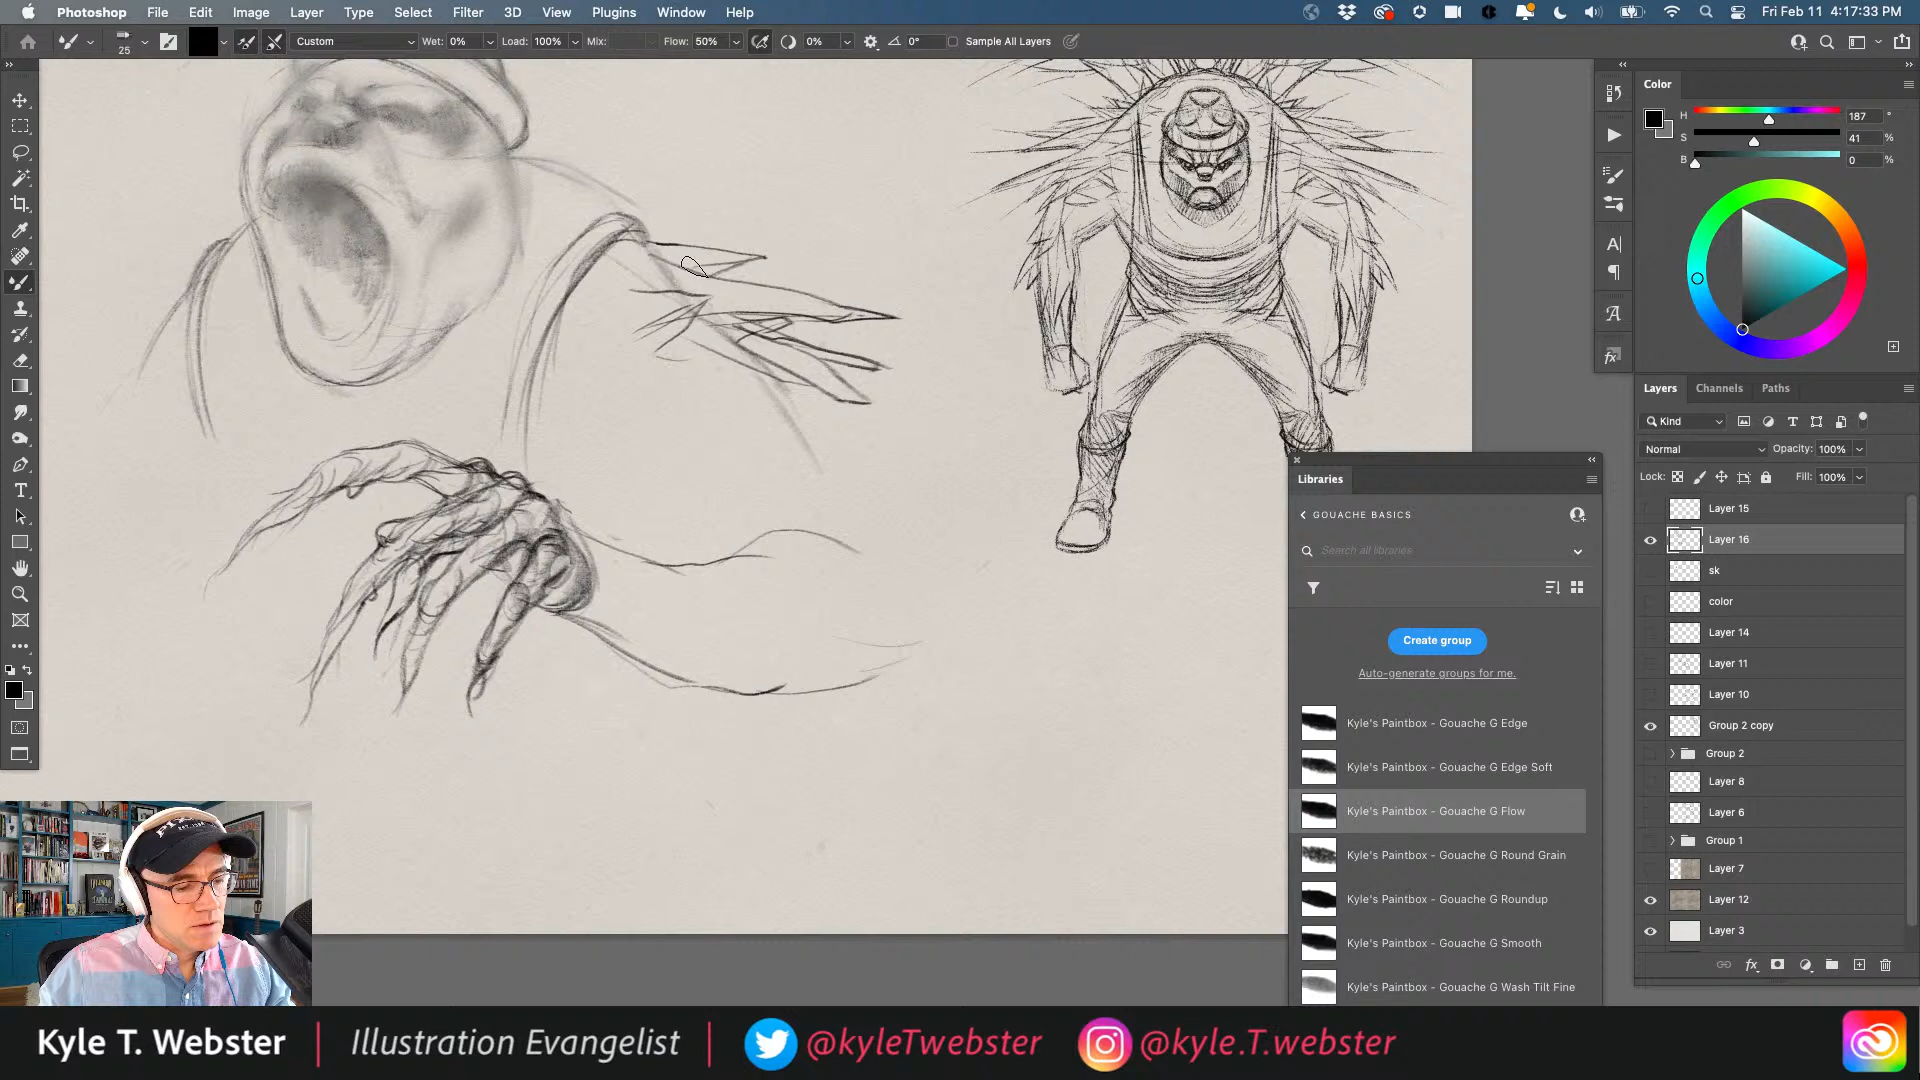 Photoshop File Edit Image Layer Type Select Filter 3D View Plugins Window Help Fri Feb 11 4:17:33 PM
25 Custom Wet: 0% Load: 100% Mix: Flow: 50% 0% 0° Sample All Layers
Color
H 187 °
S 41 %
B 0 %
Layers Channels Paths
Kind
Normal Opacity: 100%
Lock: Fill: 100%
Layer 15
Layer 16
sk
color
Layer 14
Layer 11
Layer 10
Group 2 copy
Group 2
Layer 8
Layer 6
Group 1
Layer 7
Layer 12
Layer 3
Libraries
GOUACHE BASICS
Search all libraries
Create group
Auto-generate groups for me.
Kyle's Paintbox - Gouache G Edge
Kyle's Paintbox - Gouache G Edge Soft
Kyle's Paintbox - Gouache G Flow
Kyle's Paintbox - Gouache G Round Grain
Kyle's Paintbox - Gouache G Roundup
Kyle's Paintbox - Gouache G Smooth
Kyle's Paintbox - Gouache G Wash Tilt Fine
Kyle T. Webster | Illustration Evangelist | @kyleTwebster @kyle.T.webster